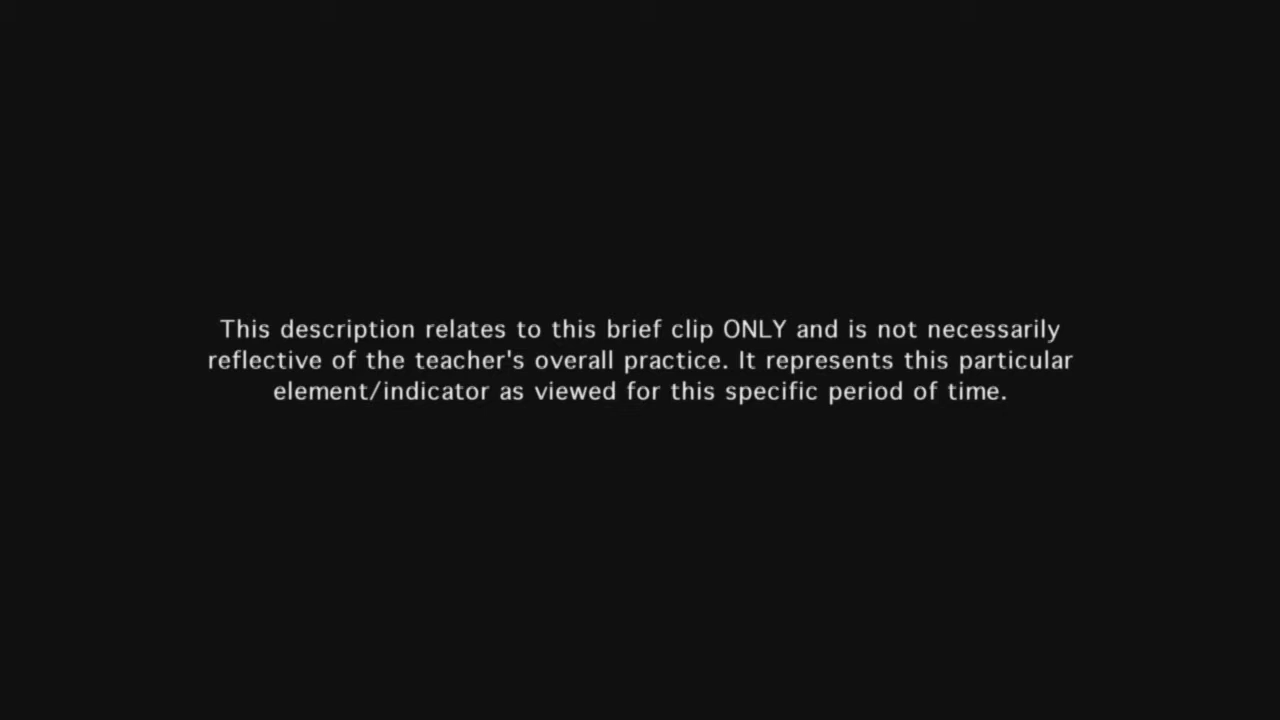 This description relates to this brief clip ONLY and is not necessarily
reflective of the teacher's overall practice. It represents this particular
element/indicator as viewed for this specific period of time.